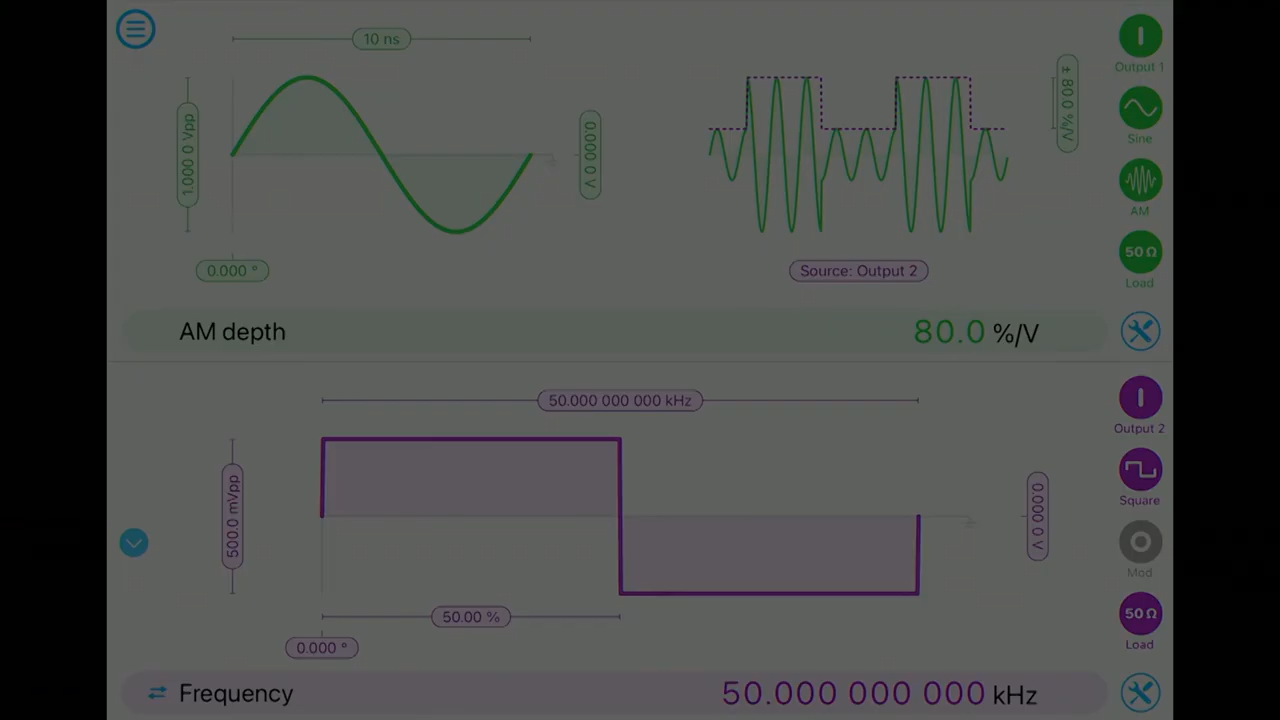 10 ns
Output 1
1.000 0 Vpp
0.000 0 V
± 80.0 %/V
Sine
AM
0.000 °
Source: Output 2
50 Ω
Load
AM depth
80.0 %/V
50.000 000 000 kHz
Output 2
500.0 mVpp
0.000 0 V
Square
Mod
50.00 %
50 Ω
Load
0.000 °
Frequency
50.000 000 000 kHz